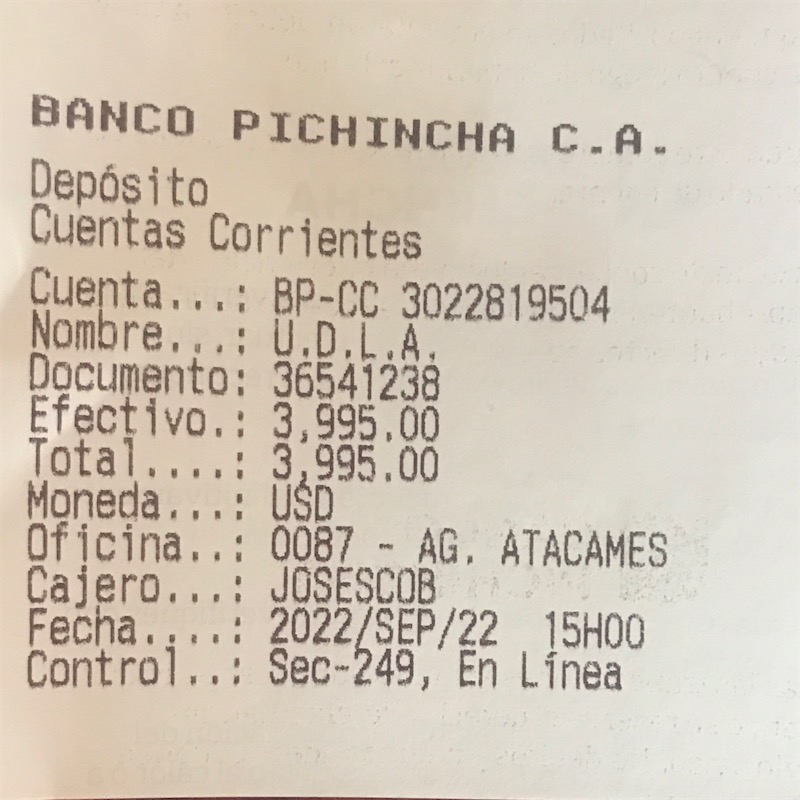 BANCO PICHINCHA C.A.
Depósito
Cuentas Corrientes
Cuenta...: BP-CC 3022819504
Nombre...: U.D.L.A.
Documento: 36541238
Efectivo.: 3,995.00
Total....: 3,995.00
Moneda...: USD
Oficina..: 0087 - AG. ATACAMES
Cajero...: JOSESCOB
Fecha....: 2022/SEP/22 15H00
Control..: Sec-249, En Línea